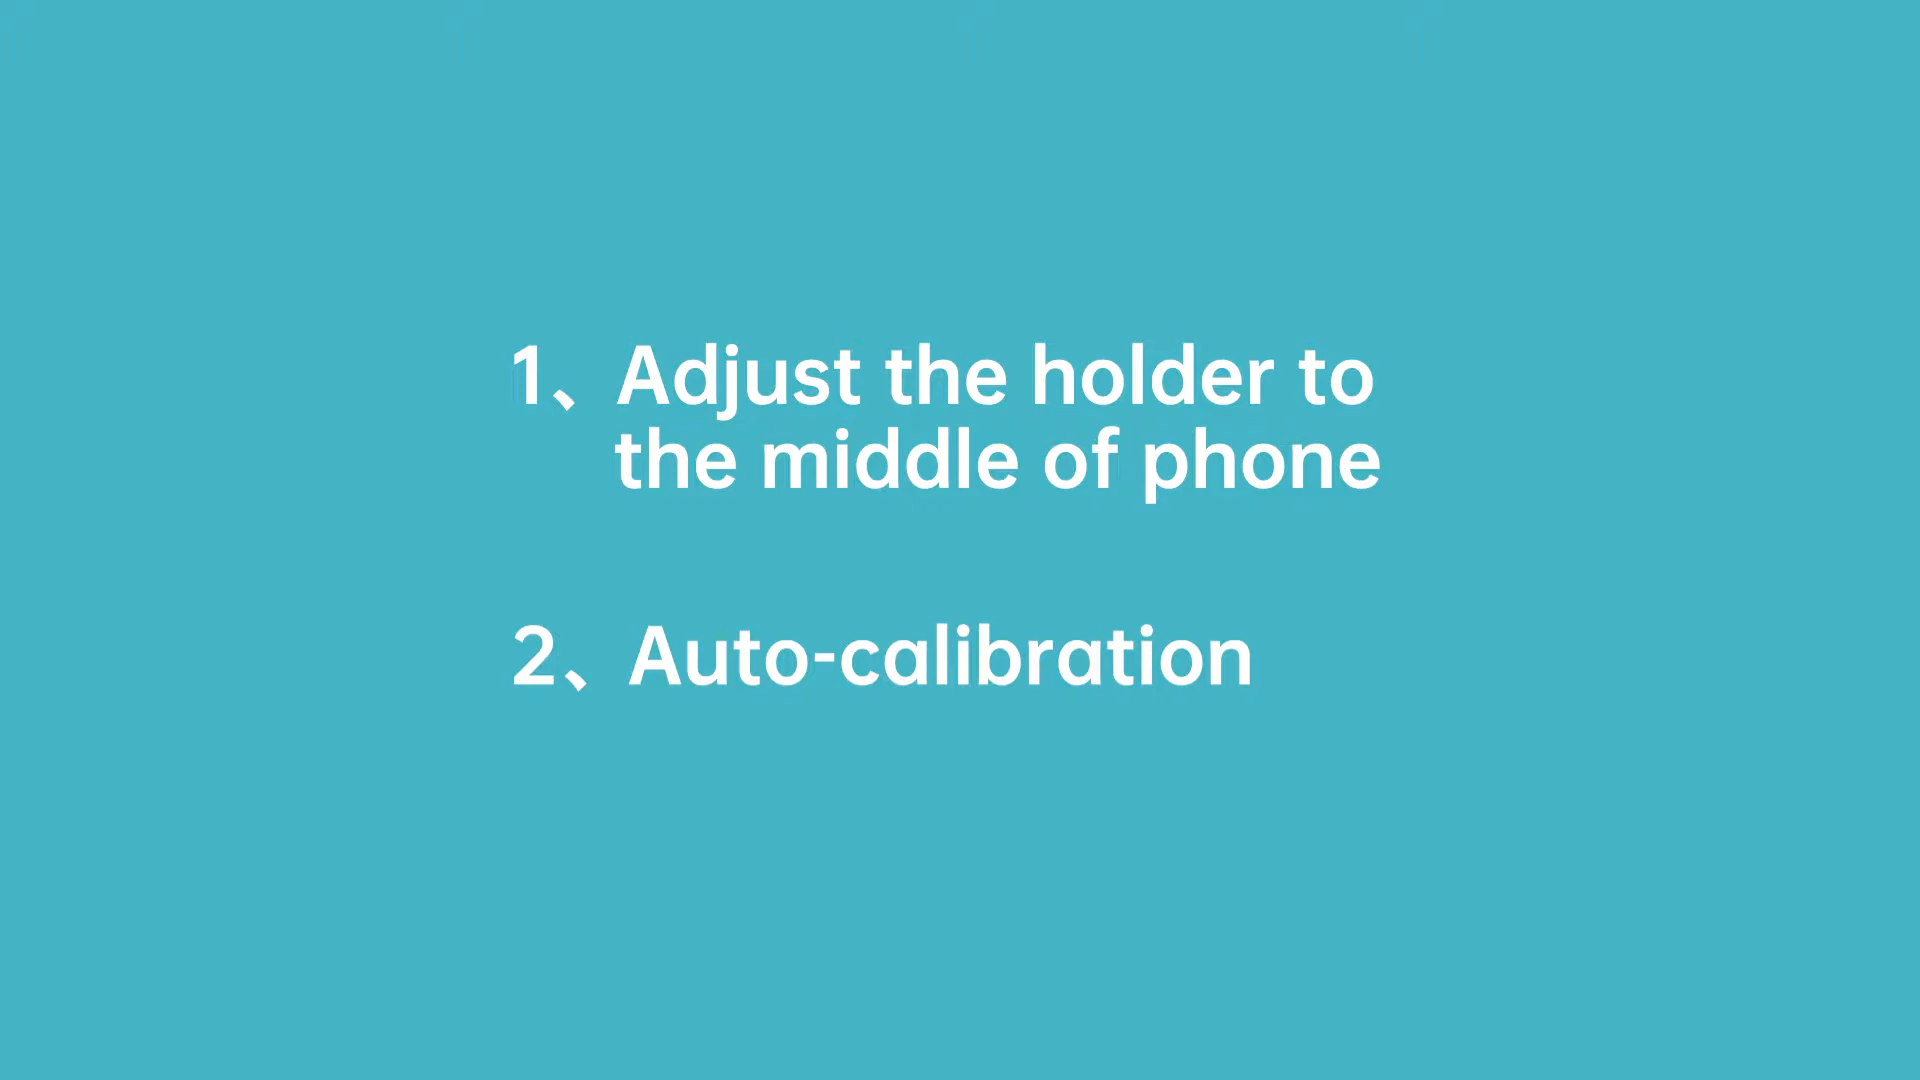 1、Adjust the holder to
the middle of phone
2、Auto-calibration